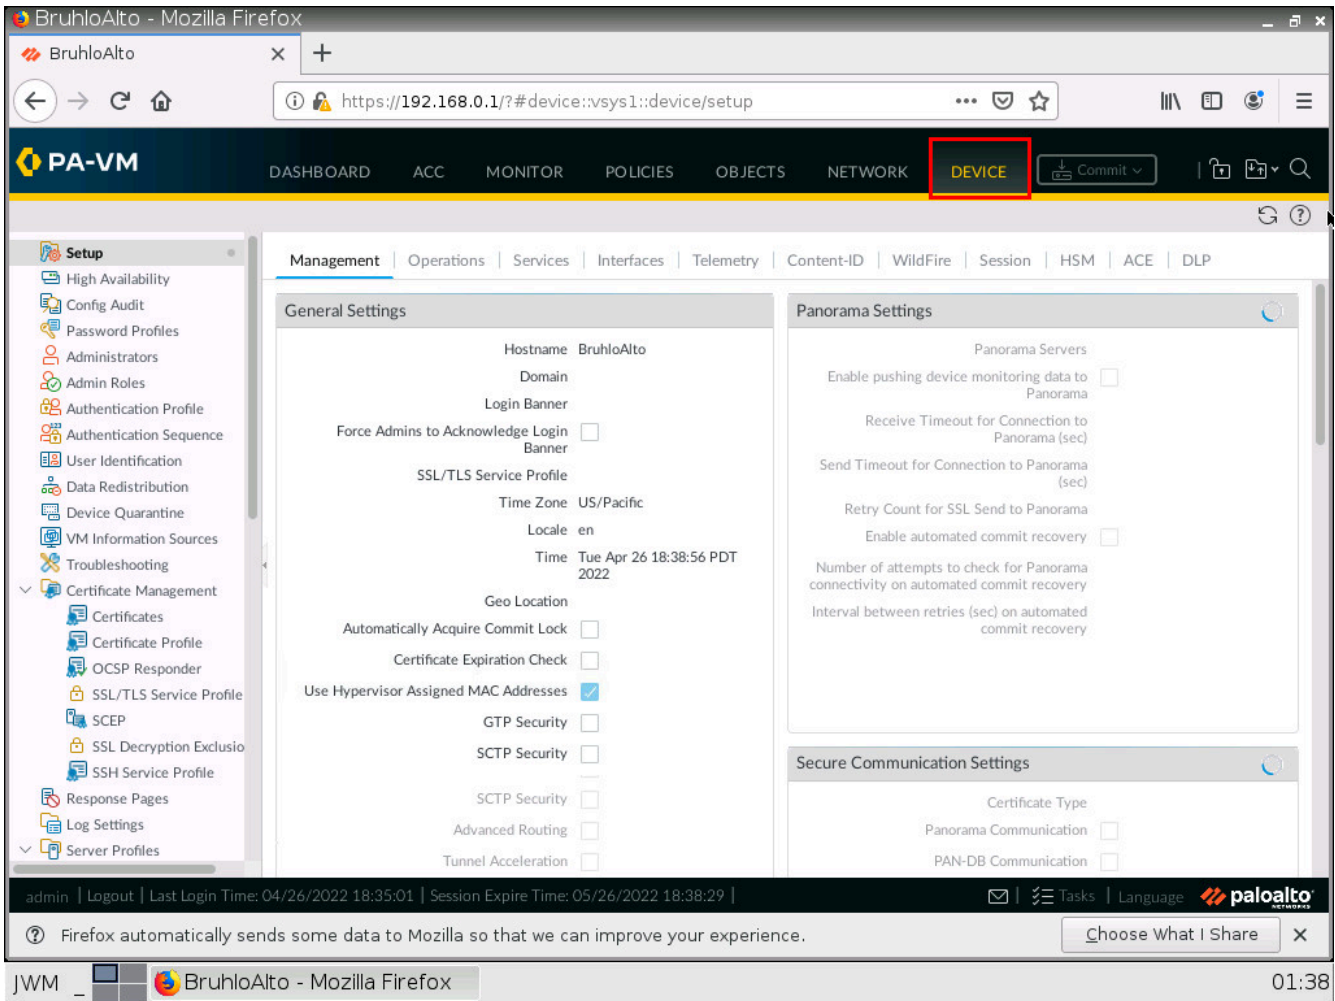 BruhloAlto - Mozilla Firefox
BruhloAlto
https://192.168.0.1/?#device::vsys1::device/setup
PA-VM
DASHBOARD ACC MONITOR POLICIES OBJECTS NETWORK DEVICE Commit
Setup
High Availability
Config Audit
Password Profiles
Administrators
Admin Roles
Authentication Profile
Authentication Sequence
User Identification
Data Redistribution
Device Quarantine
VM Information Sources
Troubleshooting
Certificate Management
Certificates
Certificate Profile
OCSP Responder
SSL/TLS Service Profile
SCEP
SSL Decryption Exclusio
SSH Service Profile
Response Pages
Log Settings
Server Profiles
Management | Operations | Services | Interfaces | Telemetry | Content-ID | WildFire | Session | HSM | ACE | DLP
General Settings
Hostname BruhloAlto
Domain
Login Banner
Force Admins to Acknowledge Login
Banner
SSL/TLS Service Profile
Time Zone US/Pacific
Locale en
Time Tue Apr 26 18:38:56 PDT
2022
Geo Location
Automatically Acquire Commit Lock
Certificate Expiration Check
Use Hypervisor Assigned MAC Addresses
GTP Security
SCTP Security
SCTP Security
Advanced Routing
Tunnel Acceleration
Panorama Settings
Panorama Servers
Enable pushing device monitoring data to
Panorama
Receive Timeout for Connection to
Panorama (sec)
Send Timeout for Connection to Panorama
(sec)
Retry Count for SSL Send to Panorama
Enable automated commit recovery
Number of attempts to check for Panorama
connectivity on automated commit recovery
Interval between retries (sec) on automated
commit recovery
Secure Communication Settings
Certificate Type
Panorama Communication
PAN-DB Communication
admin | Logout | Last Login Time: 04/26/2022 18:35:01 | Session Expire Time: 05/26/2022 18:38:29 |
Tasks | Language paloalto
NETWORKS
Firefox automatically sends some data to Mozilla so that we can improve your experience.
Choose What I Share
JWM _ BruhloAlto - Mozilla Firefox 01:38